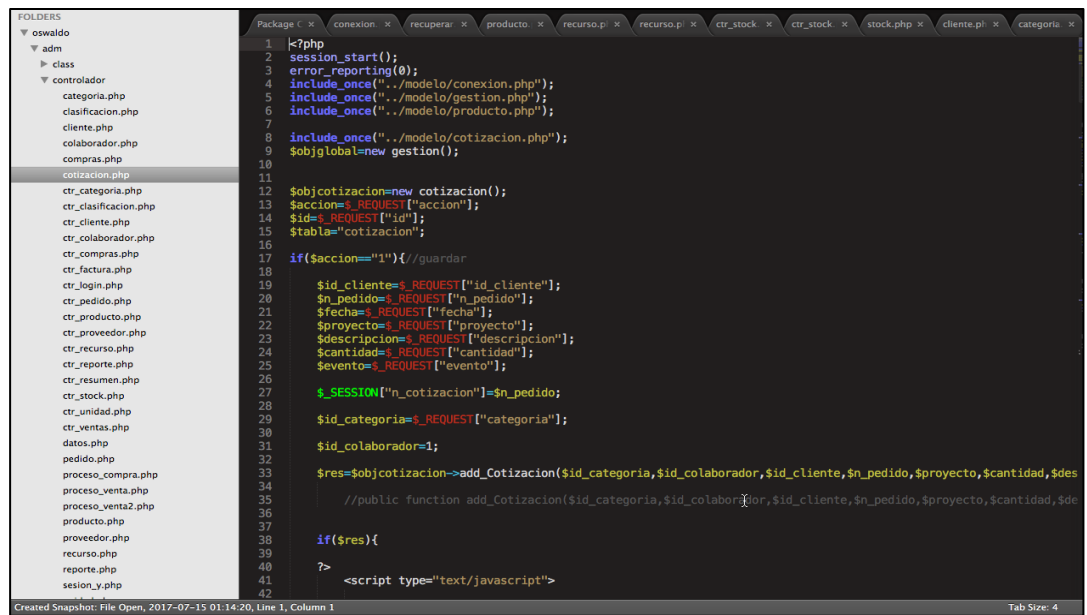 FOLDERS
oswaldo
adm
class
controlador
categoria.php
clasificacion.php
cliente.php
colaborador.php
compras.php
cotizacion.php
ctr_categoria.php
ctr_clasificacion.php
ctr_cliente.php
ctr_colaborador.php
ctr_compras.php
ctr_factura.php
ctr_login.php
ctr_pedido.php
ctr_producto.php
ctr_proveedor.php
ctr_recurso.php
ctr_reporte.php
ctr_resumen.php
ctr_stock.php
ctr_unidad.php
ctr_ventas.php
datos.php
pedido.php
proceso_compra.php
proceso_venta.php
proceso_venta2.php
producto.php
proveedor.php
recurso.php
reporte.php
sesion_y.php
Package C × conexion. × recuperar × producto. × recurso.p × recurso.p × ctr_stock. × ctr_stock. × stock.php × cliente.ph × categoria. ×
1 <?php
2 session_start();
3 error_reporting(0);
4 include_once("../modelo/conexion.php");
5 include_once("../modelo/gestion.php");
6 include_once("../modelo/producto.php");
7
8 include_once("../modelo/cotizacion.php");
9 $objglobal=new gestion();
10
11
12 $objcotizacion=new cotizacion();
13 $accion=$_REQUEST["accion"];
14 $id=$_REQUEST["id"];
15 $tabla="cotizacion";
16
17 if($accion=="1"){//guardar
18
19 $id_cliente=$_REQUEST["id_cliente"];
20 $n_pedido=$_REQUEST["n_pedido"];
21 $fecha=$_REQUEST["fecha"];
22 $proyecto=$_REQUEST["proyecto"];
23 $descripcion=$_REQUEST["descripcion"];
24 $cantidad=$_REQUEST["cantidad"];
25 $evento=$_REQUEST["evento"];
26
27 $_SESSION["n_cotizacion"]=$n_pedido;
28
29 $id_categoria=$_REQUEST["categoria"];
30
31 $id_colaborador=1;
32
33 $res=$objcotizacion->add_Cotizacion($id_categoria,$id_colaborador,$id_cliente,$n_pedido,$proyecto,$cantidad,$des
34
35 //public function add_Cotizacion($id_categoria,$id_colaborador,$id_cliente,$n_pedido,$proyecto,$cantidad,$de
36
37
38 if($res){
39
40 ?>
41 <script type="text/javascript">
42
Created Snapshot: File Open, 2017-07-15 01:14:20, Line 1, Column 1
Tab Size: 4